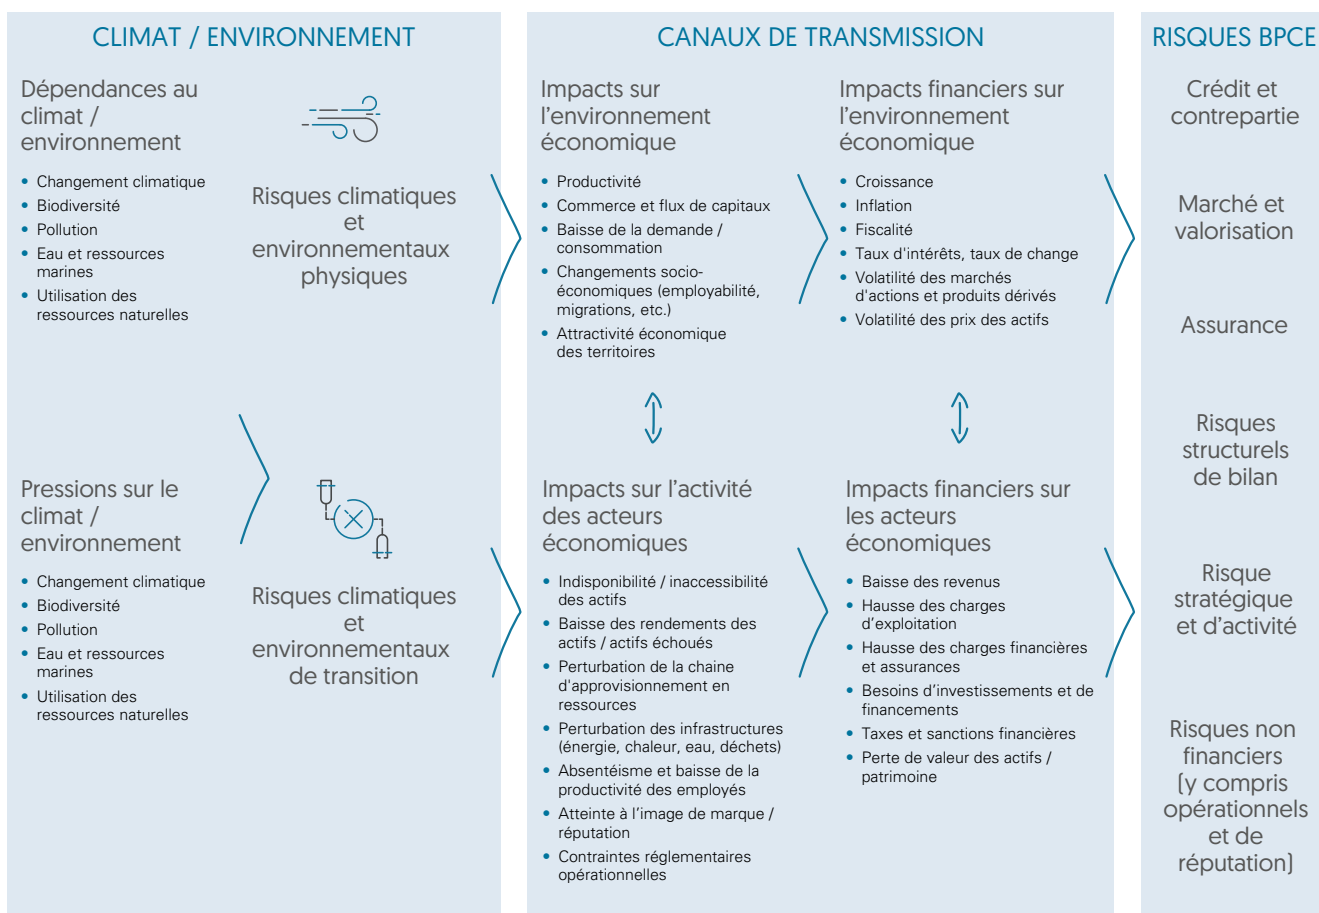 CLIMAT / ENVIRONNEMENT
Dépendances au
climat /
environnement
• Changement climatique
• Biodiversité
• Pollution
• Eau et ressources
marines
• Utilisation des
ressources naturelles
Risques climatiques
et
environnementaux
physiques
Pressions sur le
climat /
environnement
• Changement climatique
• Biodiversité
• Pollution
• Eau et ressources
marines
• Utilisation des
ressources naturelles
Risques climatiques
et
environnementaux
de transition
CANAUX DE TRANSMISSION
Impacts sur
l'environnement
économique
• Productivité
• Commerce et flux de capitaux
• Baisse de la demande /
consommation
• Changements socio-
économiques (employabilité,
migrations, etc.)
• Attractivité économique
des territoires
Impacts financiers sur
l'environnement
économique
• Croissance
• Inflation
• Fiscalité
• Taux d'intérêts, taux de change
• Volatilité des marchés
d'actions et produits dérivés
• Volatilité des prix des actifs
Impacts sur l'activité
des acteurs
économiques
• Indisponibilité / inaccessibilité
des actifs
• Baisse des rendements des
actifs / actifs échoués
• Perturbation de la chaine
d'approvisionnement en
ressources
• Perturbation des infrastructures
(énergie, chaleur, eau, déchets)
• Absentéisme et baisse de la
productivité des employés
• Atteinte à l'image de marque /
réputation
• Contraintes réglementaires
opérationnelles
Impacts financiers sur
les acteurs
économiques
• Baisse des revenus
• Hausse des charges
d'exploitation
• Hausse des charges financières
et assurances
• Besoins d'investissements et de
financements
• Taxes et sanctions financières
• Perte de valeur des actifs /
patrimoine
RISQUES BPCE
Crédit et
contrepartie
Marché et
valorisation
Assurance
Risques
structurels
de bilan
Risque
stratégique
et d'activité
Risques non
financiers
(y compris
opérationnels
et de
réputation)